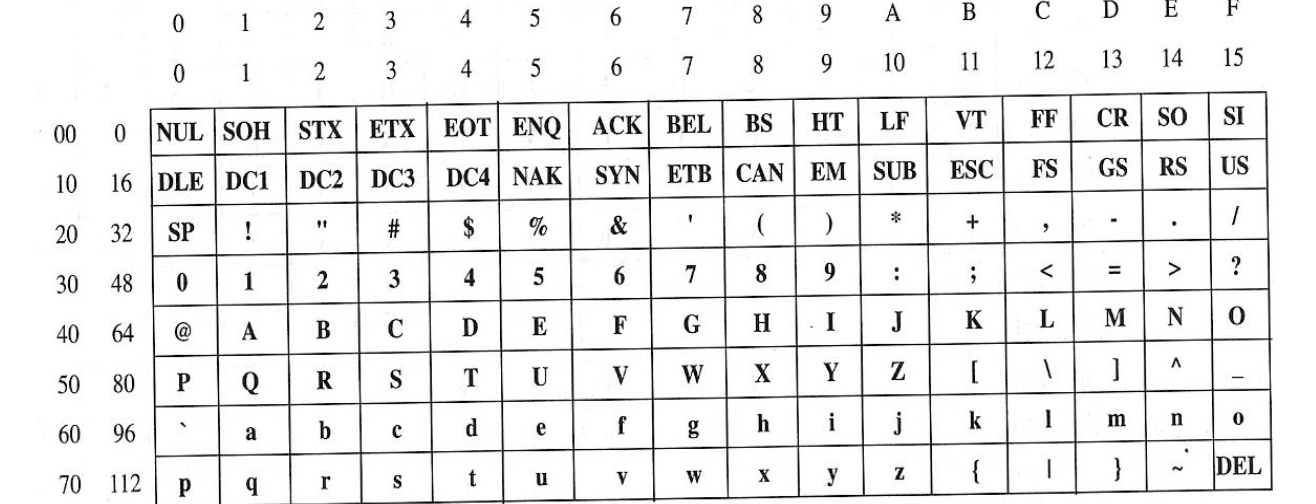 0 1 2 3 4 5 6 7 8 9 A B C D E F
0 1 2 3 4 5 6 7 8 9 10 11 12 13 14 15
00 0 NUL SOH STX ETX EOT ENQ ACK BEL BS HT LF VT FF CR SO SI
10 16 DLE DC1 DC2 DC3 DC4 NAK SYN ETB CAN EM SUB ESC FS GS RS US
20 32 SP ! " # $ % & ' ( ) * + , - . /
30 48 0 1 2 3 4 5 6 7 8 9 : ; < = > ?
40 64 @ A B C D E F G H I J K L M N O
50 80 P Q R S T U V W X Y Z [ \ ] ^ _
60 96 ` a b c d e f g h i j k l m n o
70 112 p q r s t u v w x y z { | } ~ DEL